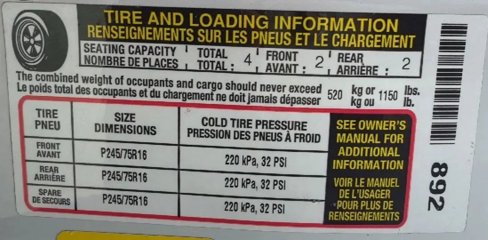 TIRE AND LOADING INFORMATION
RENSEIGNEMENTS SUR LES PNEUS ET LE CHARGEMENT
SEATING CAPACITY TOTAL : 4 FRONT : 2 REAR : 2
NOMBRE DE PLACES TOTAL AVANT ARRIÈRE
The combined weight of occupants and cargo should never exceed 520 kg or 1150 lbs.
Le poids total des occupants et du chargement ne doit jamais dépasser kg ou lb.
TIRE SIZE COLD TIRE PRESSURE
PNEU DIMENSIONS PRESSION DES PNEUS À FROID
FRONT
AVANT P245/75R16 220 kPa, 32 PSI
REAR
ARRIÈRE P245/75R16 220 kPa, 32 PSI
SPARE
DE SECOURS P245/75R16 220 kPa, 32 PSI
SEE OWNER'S
MANUAL FOR
ADDITIONAL
INFORMATION
VOIR LE MANUEL
DE L'USAGER
POUR PLUS DE
RENSEIGNEMENTS
892